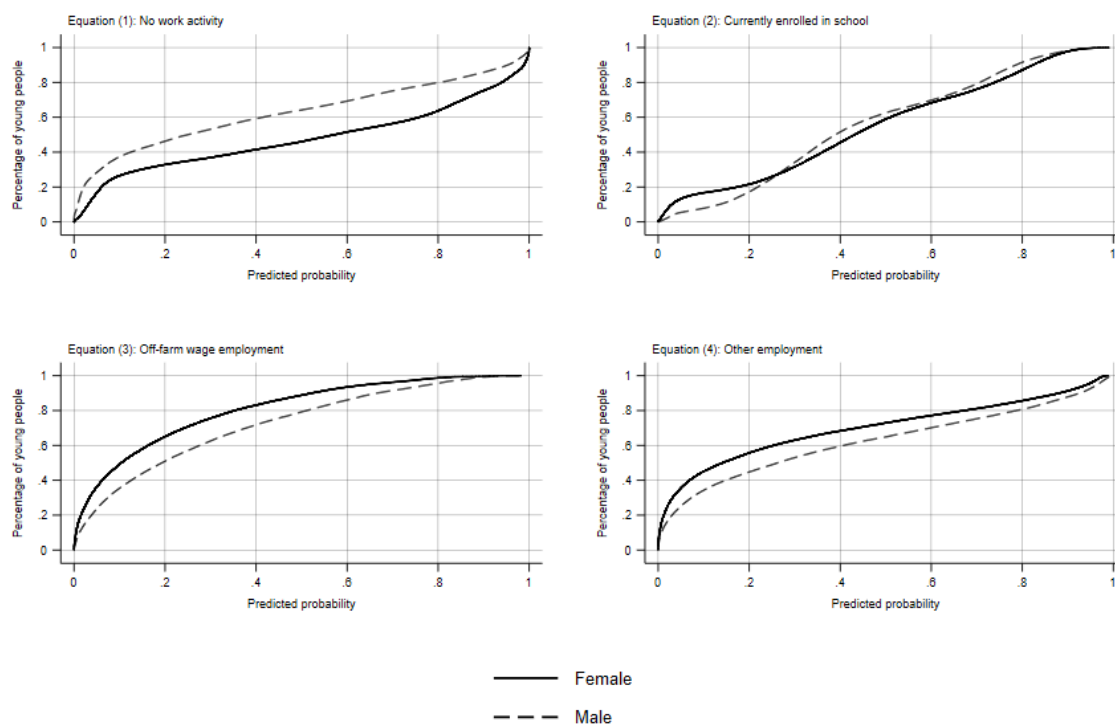 Equation (1): No work activity
Percentage of young people
1
.8
.6
.4
.2
0
0 .2 .4 .6 .8 1
Predicted probability
Equation (2): Currently enrolled in school
Percentage of young people
1
.8
.6
.4
.2
0
0 .2 .4 .6 .8 1
Predicted probability
Equation (3): Off-farm wage employment
Percentage of young people
1
.8
.6
.4
.2
0
0 .2 .4 .6 .8 1
Predicted probability
Equation (4): Other employment
Percentage of young people
1
.8
.6
.4
.2
0
0 .2 .4 .6 .8 1
Predicted probability
Female
Male